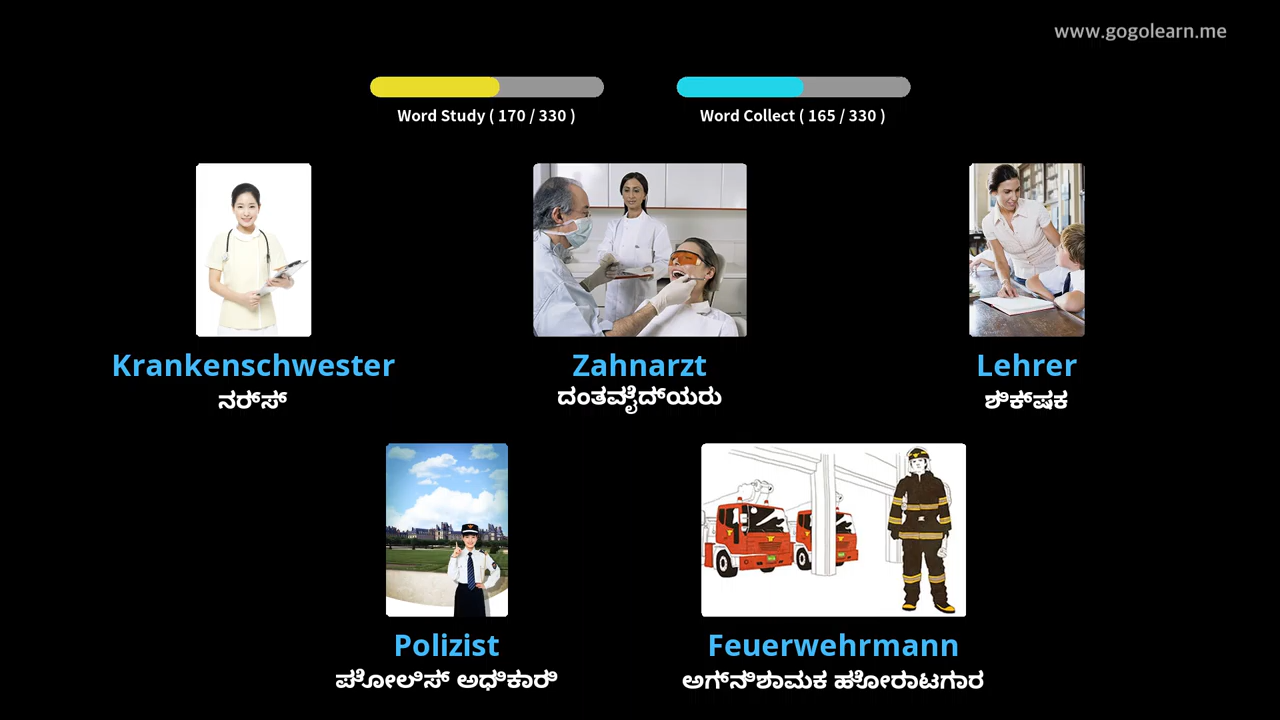 www.gogolearn.me
Word Study ( 170 / 330 )
Word Collect ( 165 / 330 )
Krankenschwester
ನರ್ಸ್
Zahnarzt
ದಂತವೈದ್ಯರು
Lehrer
ಶಿಕ್ಷಕ
Polizist
ಪೋಲಿಸ್ ಅಧಿಕಾರಿ
Feuerwehrmann
ಅಗ್ನಿಶಾಮಕ ಹೋರಾಟಗಾರ